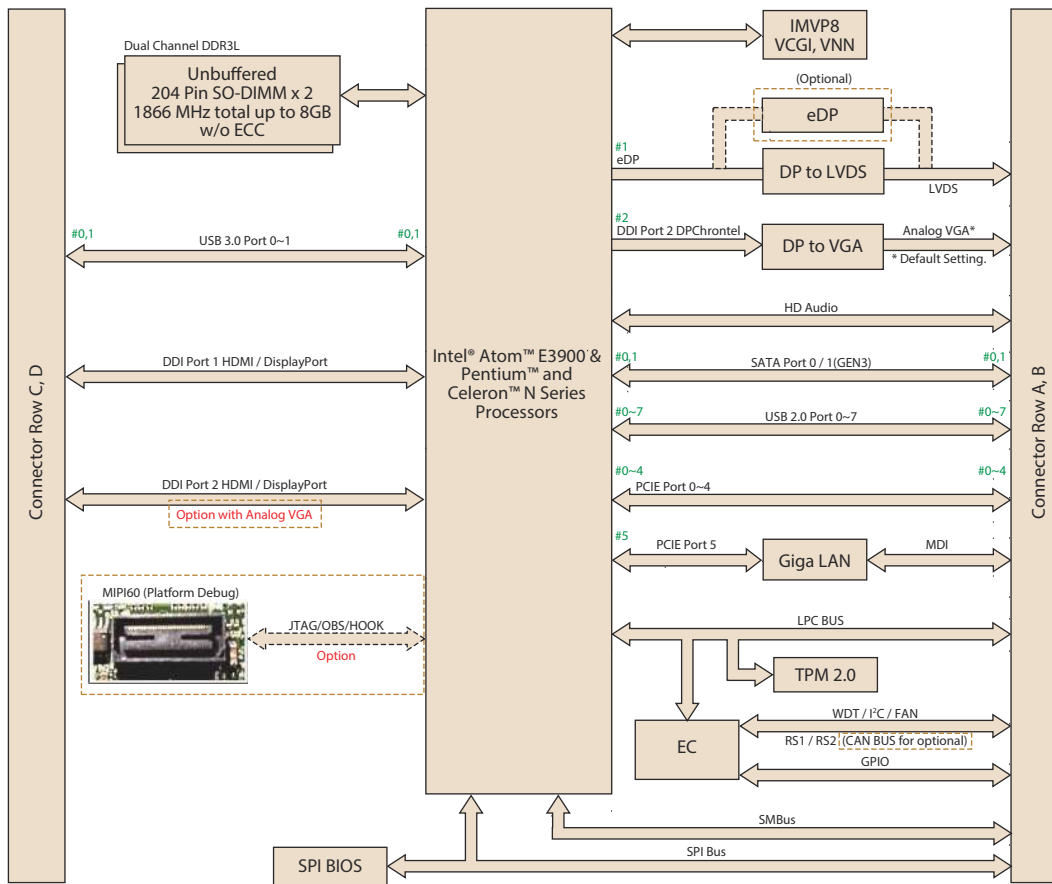 Dual Channel DDR3L
Unbuffered
204 Pin SO-DIMM x 2
1866 MHz total up to 8GB
w/o ECC
IMVP8
VCGI, VNN
(Optional)
eDP
#1
eDP
DP to LVDS
LVDS
#2
DDI Port 2 DPChrontel
DP to VGA
Analog VGA*
* Default Setting.
#0,1
USB 3.0 Port 0~1
#0,1
HD Audio
DDI Port 1 HDMI / DisplayPort
Intel® Atom™ E3900 &
Pentium™ and
Celeron™ N Series
Processors
#0,1
SATA Port 0 / 1(GEN3)
#0,1
#0~7
USB 2.0 Port 0~7
#0~7
Connector Row C, D
Connector Row A, B
DDI Port 2 HDMI / DisplayPort
Option with Analog VGA
#0~4
PCIE Port 0~4
#0~4
#5
PCIE Port 5
Giga LAN
MDI
MIPI60 (Platform Debug)
JTAG/OBS/HOOK
Option
LPC BUS
TPM 2.0
EC
WDT / I²C / FAN
RS1 / RS2 (CAN BUS for optional)
GPIO
SMBus
SPI BIOS
SPI Bus